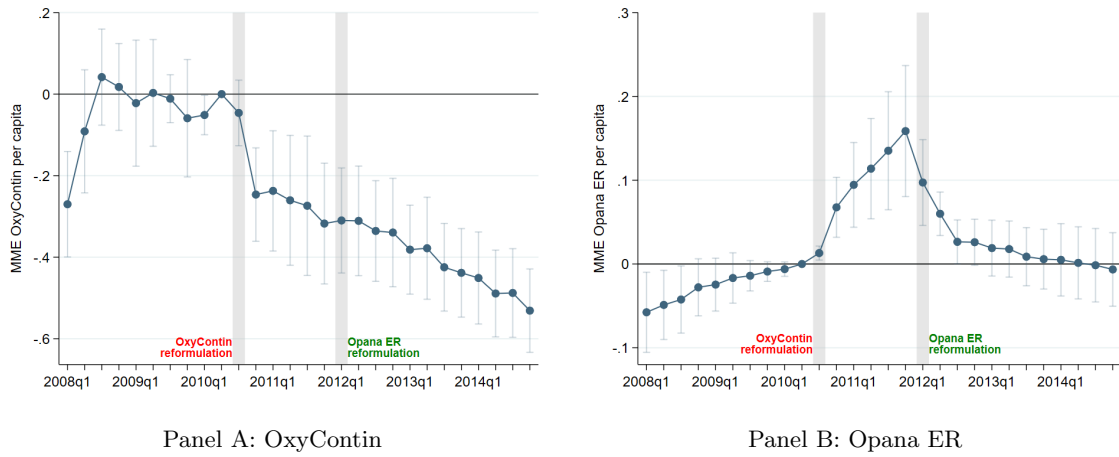 MME OxyContin per capita
.2
0
-.2
-.4
-.6
OxyContin
reformulation
Opana ER
reformulation
2008q1 2009q1 2010q1 2011q1 2012q1 2013q1 2014q1
Panel A: OxyContin
MME Opana ER per capita
.3
.2
.1
0
-.1
OxyContin
reformulation
Opana ER
reformulation
2008q1 2009q1 2010q1 2011q1 2012q1 2013q1 2014q1
Panel B: Opana ER